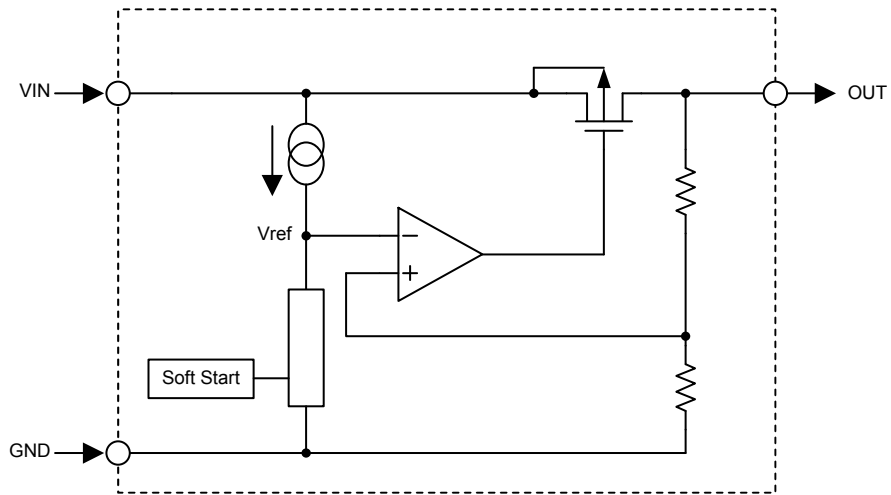 VIN
OUT
Vref
−
+
Soft Start
GND